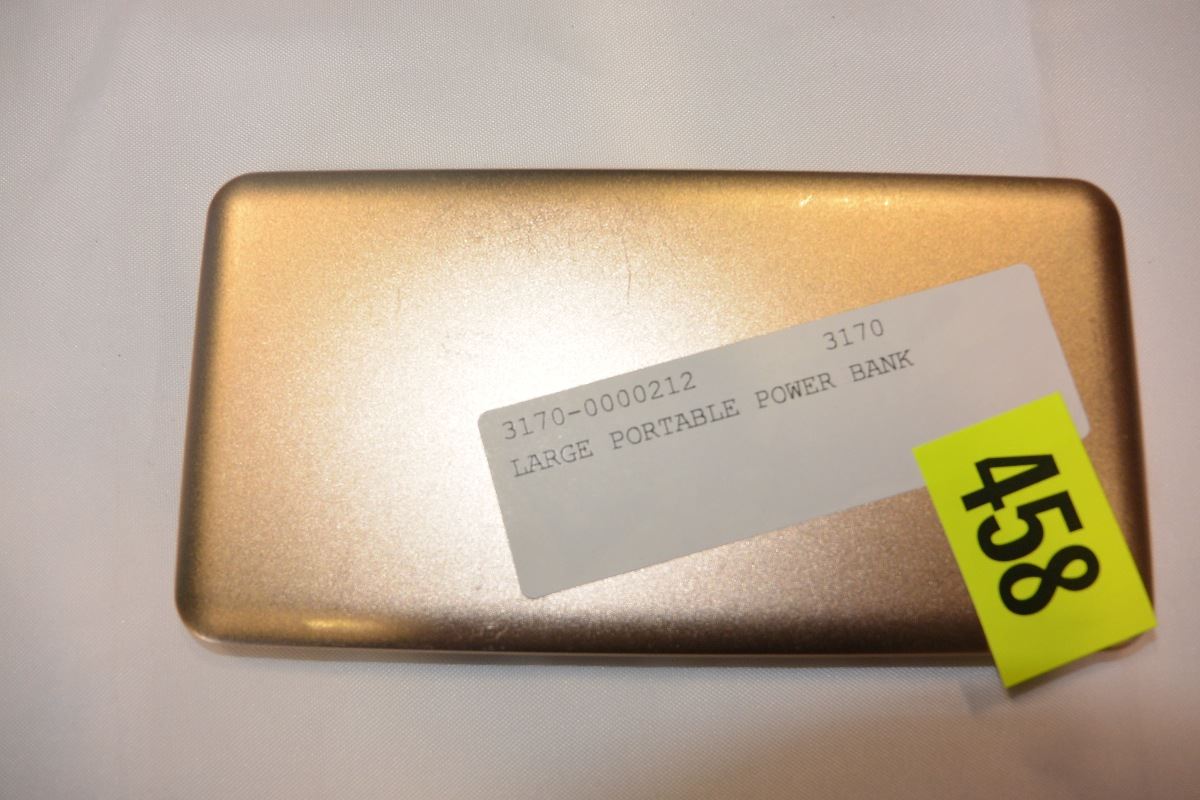 3170-0000212 3170
LARGE PORTABLE POWER BANK
458